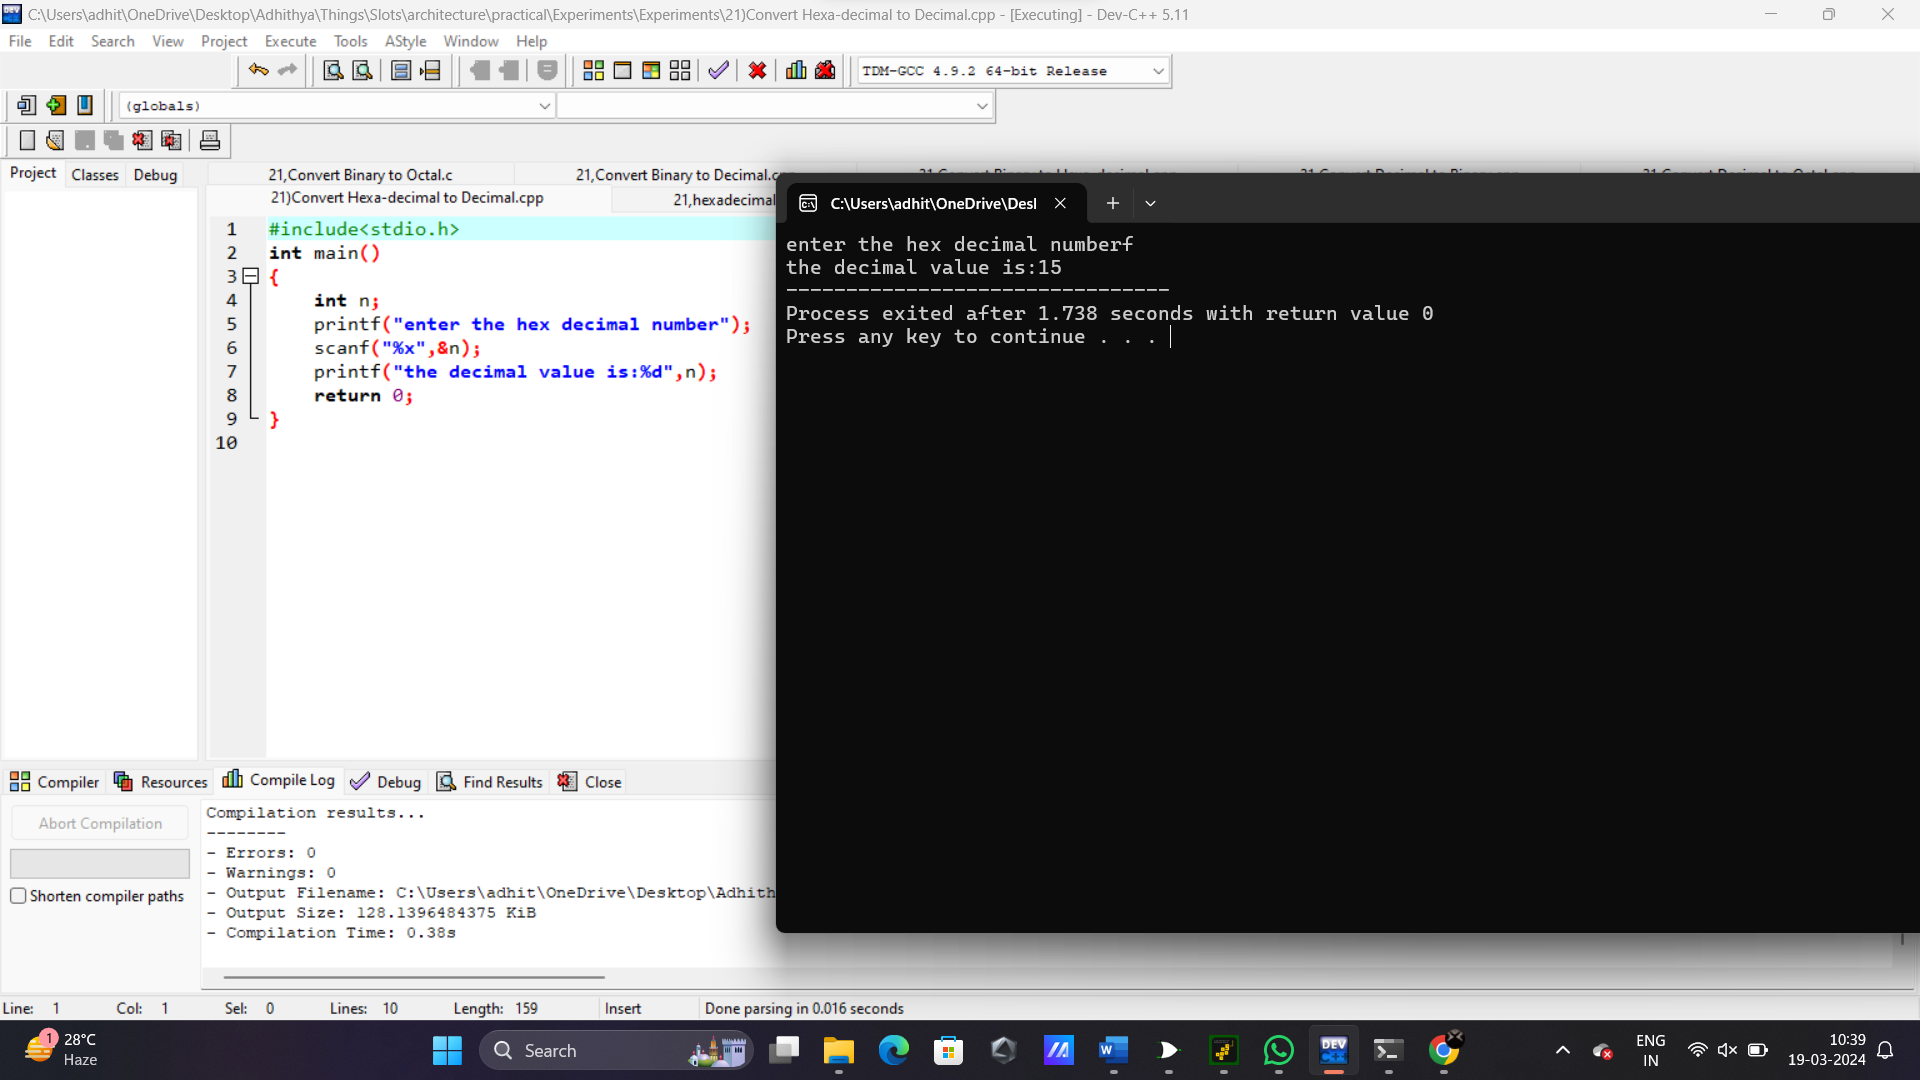 C:\Users\adhit\OneDrive\Desktop\Adhithya\Things\Slots\architecture\practical\Experiments\Experiments\21)Convert Hexa-decimal to Decimal.cpp - [Executing] - Dev-C++ 5.11
File Edit Search View Project Execute Tools AStyle Window Help
TDM-GCC 4.9.2 64-bit Release
(globals)
Project Classes Debug
21,Convert Binary to Octal.c 21,Convert Binary to Decimal.c
21)Convert Hexa-decimal to Decimal.cpp 21,hexadecimal
1 #include<stdio.h>
2 int main()
3 {
4 int n;
5 printf("enter the hex decimal number");
6 scanf("%x",&n);
7 printf("the decimal value is:%d",n);
8 return 0;
9 }
10
C:\Users\adhit\OneDrive\Desl
enter the hex decimal numberf
the decimal value is:15
--------------------------------
Process exited after 1.738 seconds with return value 0
Press any key to continue . . .
Compiler Resources Compile Log Debug Find Results Close
Abort Compilation
Shorten compiler paths
Compilation results...
--------
- Errors: 0
- Warnings: 0
- Output Filename: C:\Users\adhit\OneDrive\Desktop\Adhith
- Output Size: 128.1396484375 KiB
- Compilation Time: 0.38s
Line: 1 Col: 1 Sel: 0 Lines: 10 Length: 159 Insert Done parsing in 0.016 seconds
1
28°C
Haze
Search
DEV
C++
ENG
IN
10:39
19-03-2024